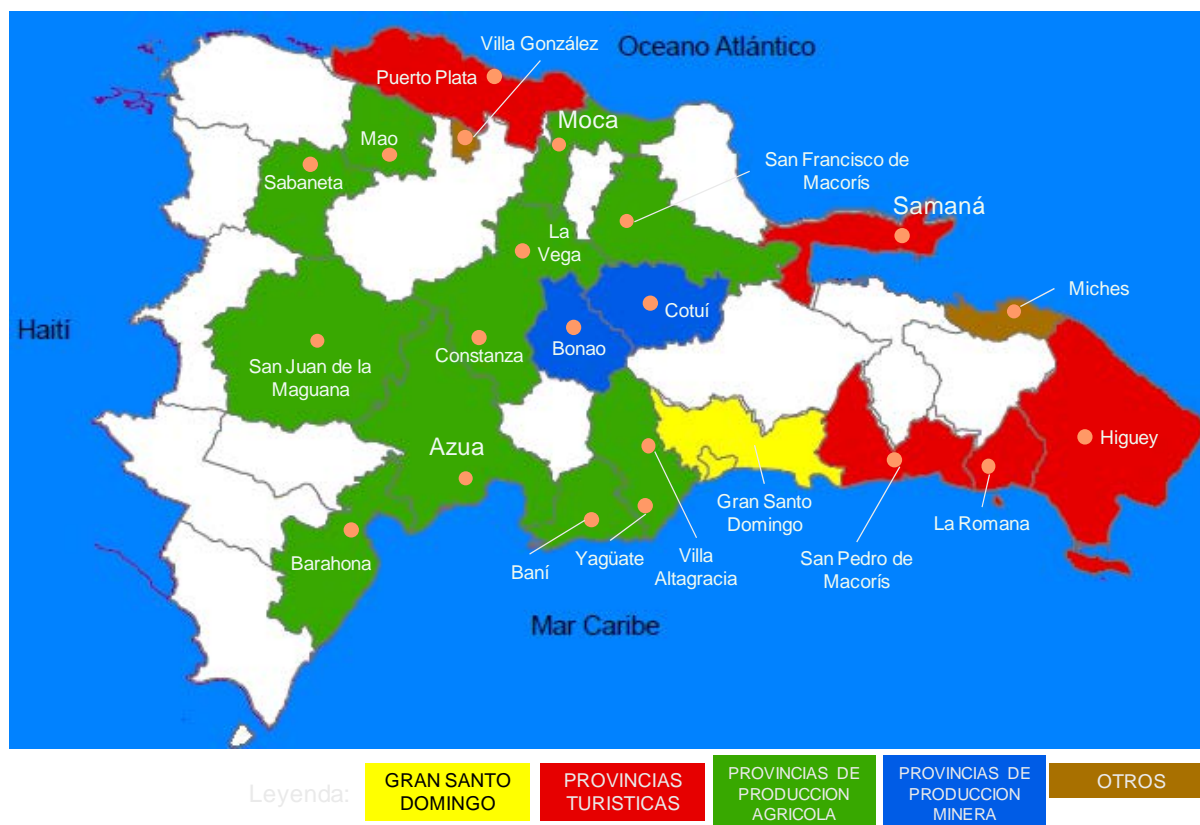 Villa González
Oceano Atlántico
Puerto Plata
Moca
Mao
San Francisco de
Macorís
Sabaneta
Samaná
La
Vega
Miches
Cotuí
Haití
Bonao
Constanza
San Juan de la
Maguana
Azua
Higuey
Gran Santo
Domingo
La Romana
San Pedro de
Macorís
Villa
Altagracia
Yagüate
Baní
Barahona
Mar Caribe
Leyenda:
GRAN SANTO
DOMINGO
PROVINCIAS
TURISTICAS
PROVINCIAS DE
PRODUCCION
AGRICOLA
PROVINCIAS DE
PRODUCCION
MINERA
OTROS